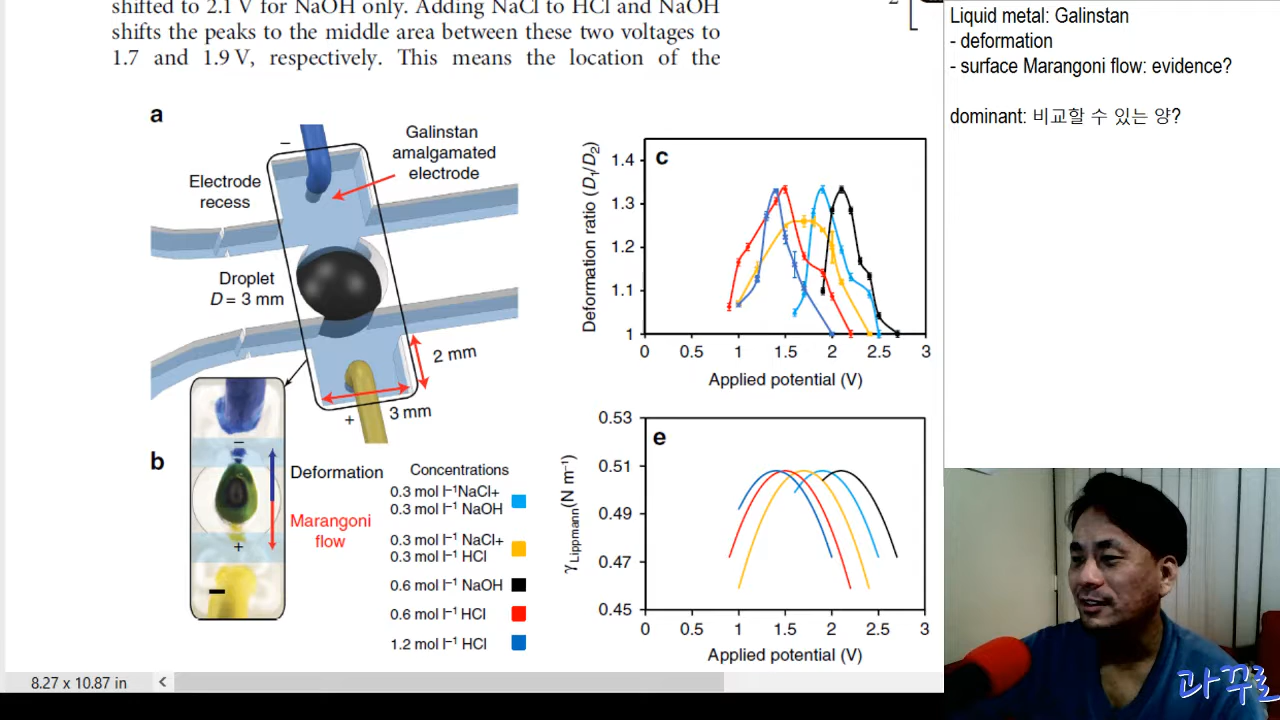 shifted to 2.1 V for NaOH only. Adding NaCl to HCl and NaOH
shifts the peaks to the middle area between these two voltages to
1.7 and 1.9 V, respectively. This means the location of the
a
−
Galinstan
amalgamated
electrode
Electrode
recess
Droplet
D = 3 mm
2 mm
3 mm
+
b
−
+
Deformation
Marangoni
flow
Concentrations
0.3 mol l⁻¹NaCl+
0.3 mol l⁻¹ NaOH
0.3 mol l⁻¹ NaCl+
0.3 mol l⁻¹ HCl
0.6 mol l⁻¹ NaOH
0.6 mol l⁻¹ HCl
1.2 mol l⁻¹ HCl
c
Deformation ratio (D₁/D₂)
1.4
1.3
1.2
1.1
1
0 0.5 1 1.5 2 2.5 3
Applied potential (V)
e
γLippmann(N m⁻¹)
0.53
0.51
0.49
0.47
0.45
0 0.5 1 1.5 2 2.5 3
Applied potential (V)
8.27 x 10.87 in
Liquid metal: Galinstan
- deformation
- surface Marangoni flow: evidence?
dominant: 비교할 수 있는 양?
과꾸로